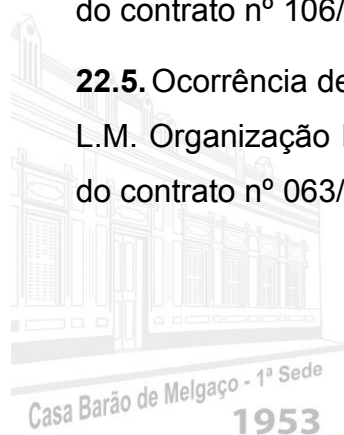 do contrato nº 106/
22.5. Ocorrência de
L.M. Organização
do contrato nº 063/
Casa Barão de Melgaço - 1ª Sede
1953